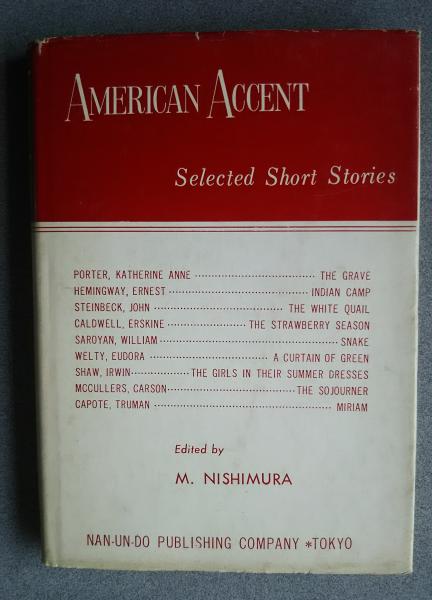 AMERICAN ACCENT
Selected Short Stories
PORTER, KATHERINE ANNE ········ THE GRAVE
HEMINGWAY, ERNEST ········ INDIAN CAMP
STEINBECK, JOHN ········ THE WHITE QUAIL
CALDWELL, ERSKINE ········ THE STRAWBERRY SEASON
SAROYAN, WILLIAM ········ SNAKE
WELTY, EUDORA ········ A CURTAIN OF GREEN
SHAW, IRWIN ········ THE GIRLS IN THEIR SUMMER DRESSES
MCCULLERS, CARSON ········ THE SOJOURNER
CAPOTE, TRUMAN ········ MIRIAM
Edited by
M. NISHIMURA
NAN-UN-DO PUBLISHING COMPANY *TOKYO